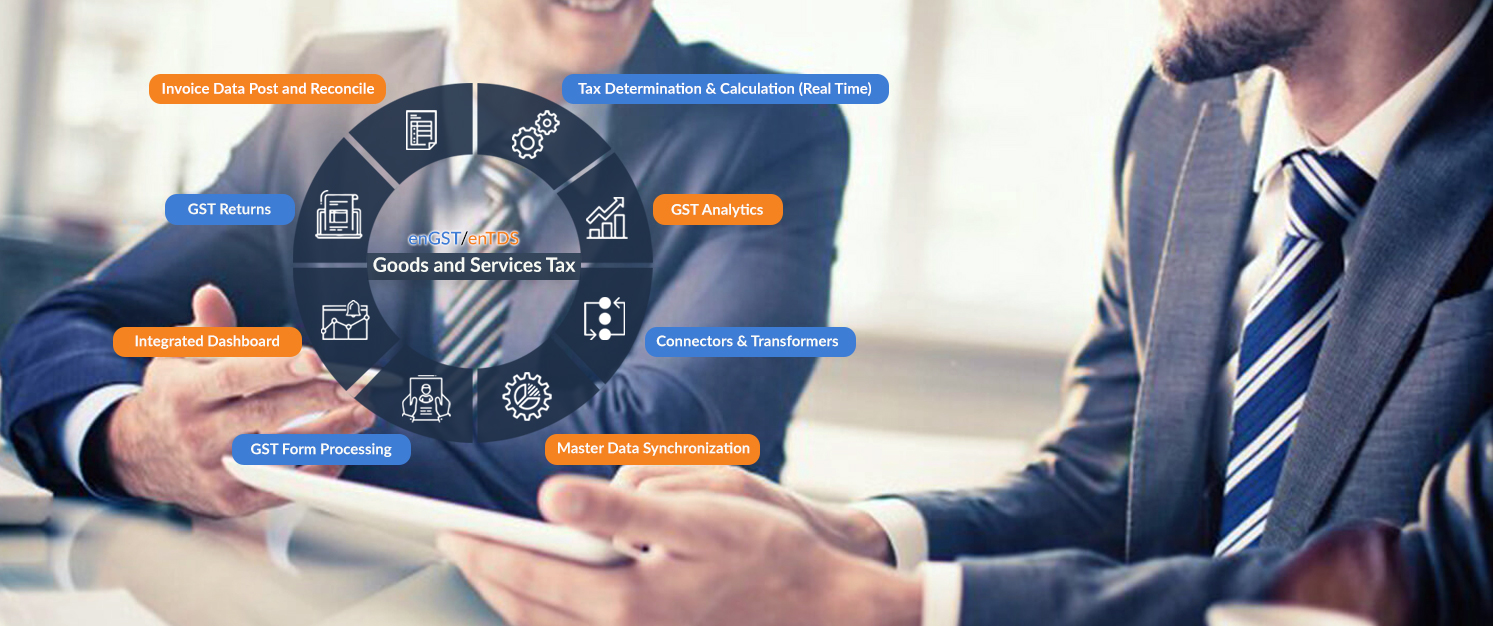 Invoice Data Post and Reconcile
Tax Determination & Calculation (Real Time)
GST Returns
GST Analytics
enGST/enTDS
Goods and Services Tax
Integrated Dashboard
Connectors & Transformers
GST Form Processing
Master Data Synchronization